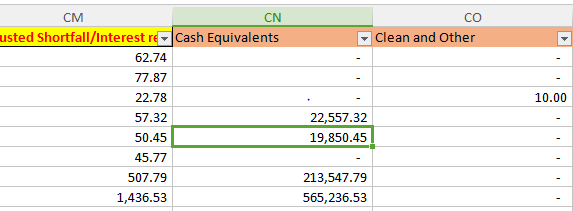 CM CN CO
usted Shortfall/Interest re Cash Equivalents Clean and Other
62.74 - -
77.87 - -
22.78 - 10.00
57.32 22,557.32 -
50.45 19,850.45 -
45.77 - -
507.79 213,547.79 -
1,436.53 565,236.53 -